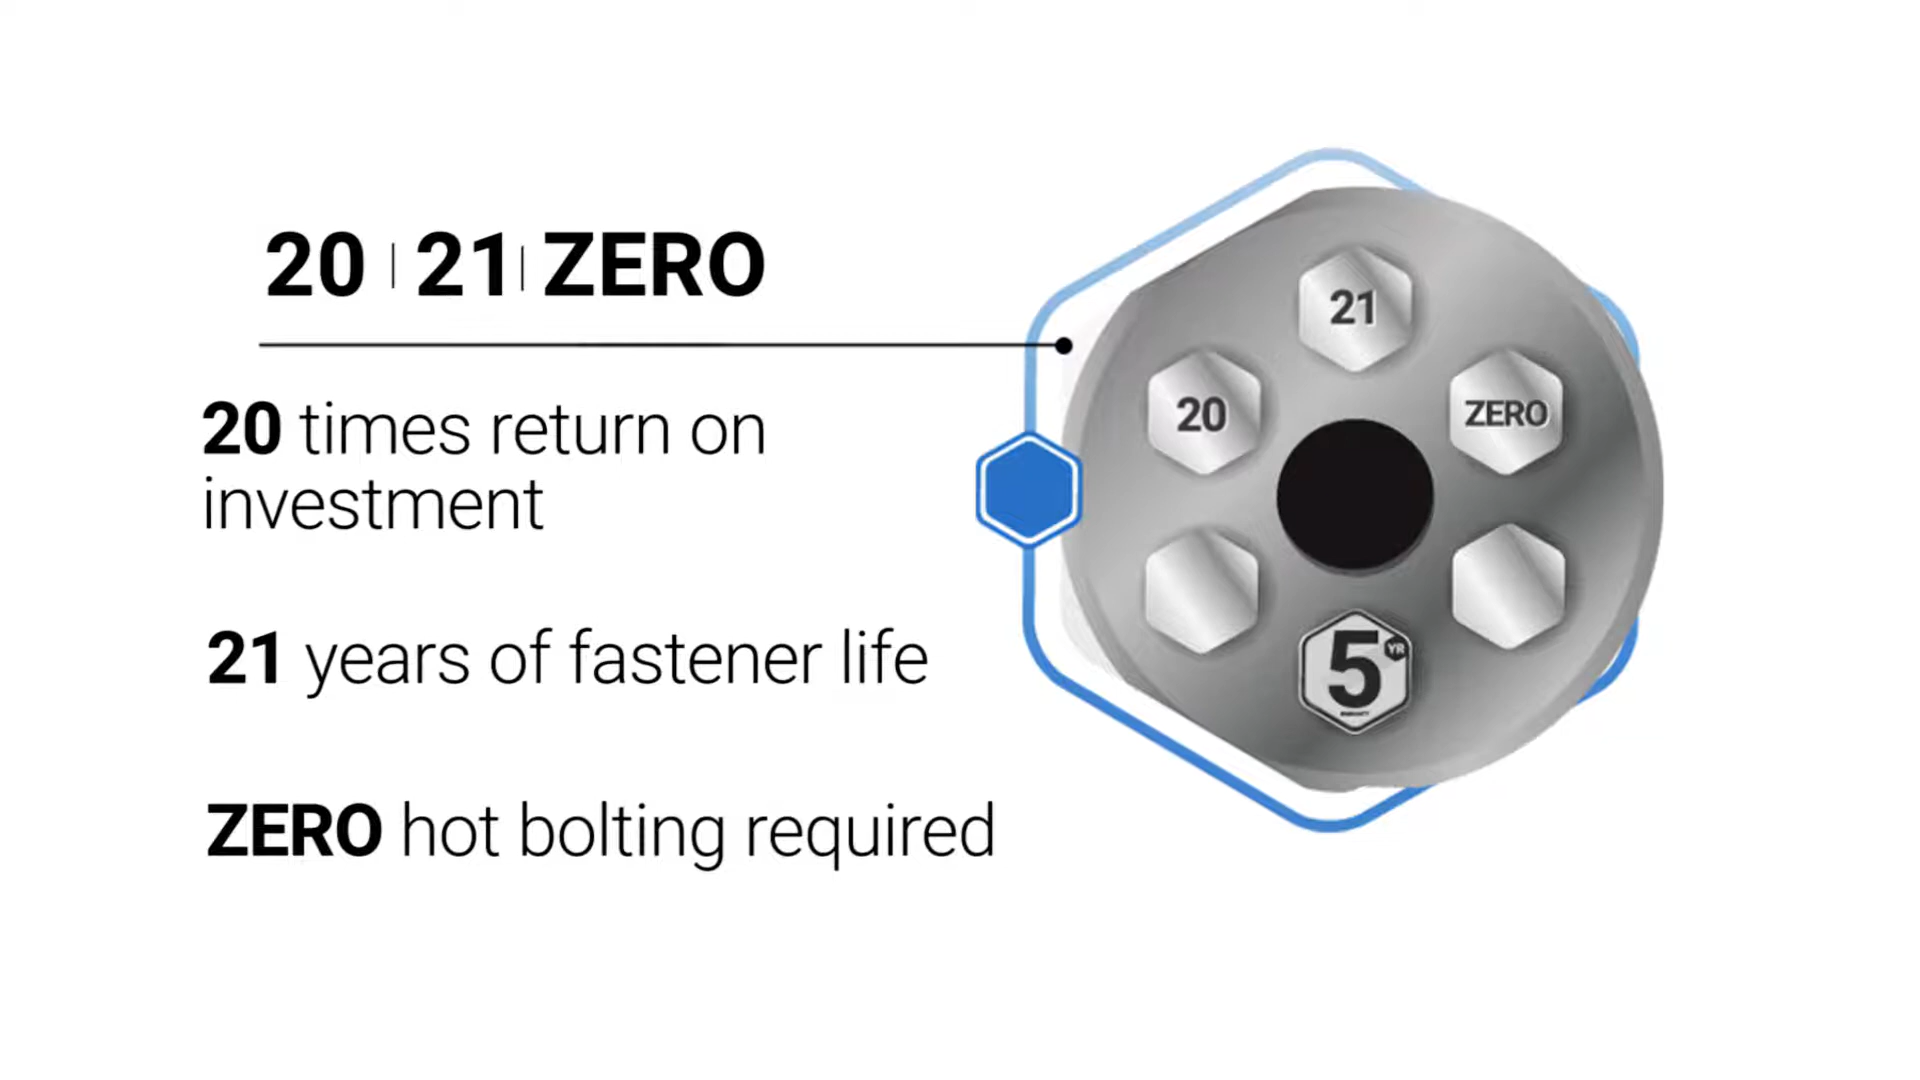 20 | 21 | ZERO
20 times return on
investment
21 years of fastener life
ZERO hot bolting required
21
20
ZERO
5
YR